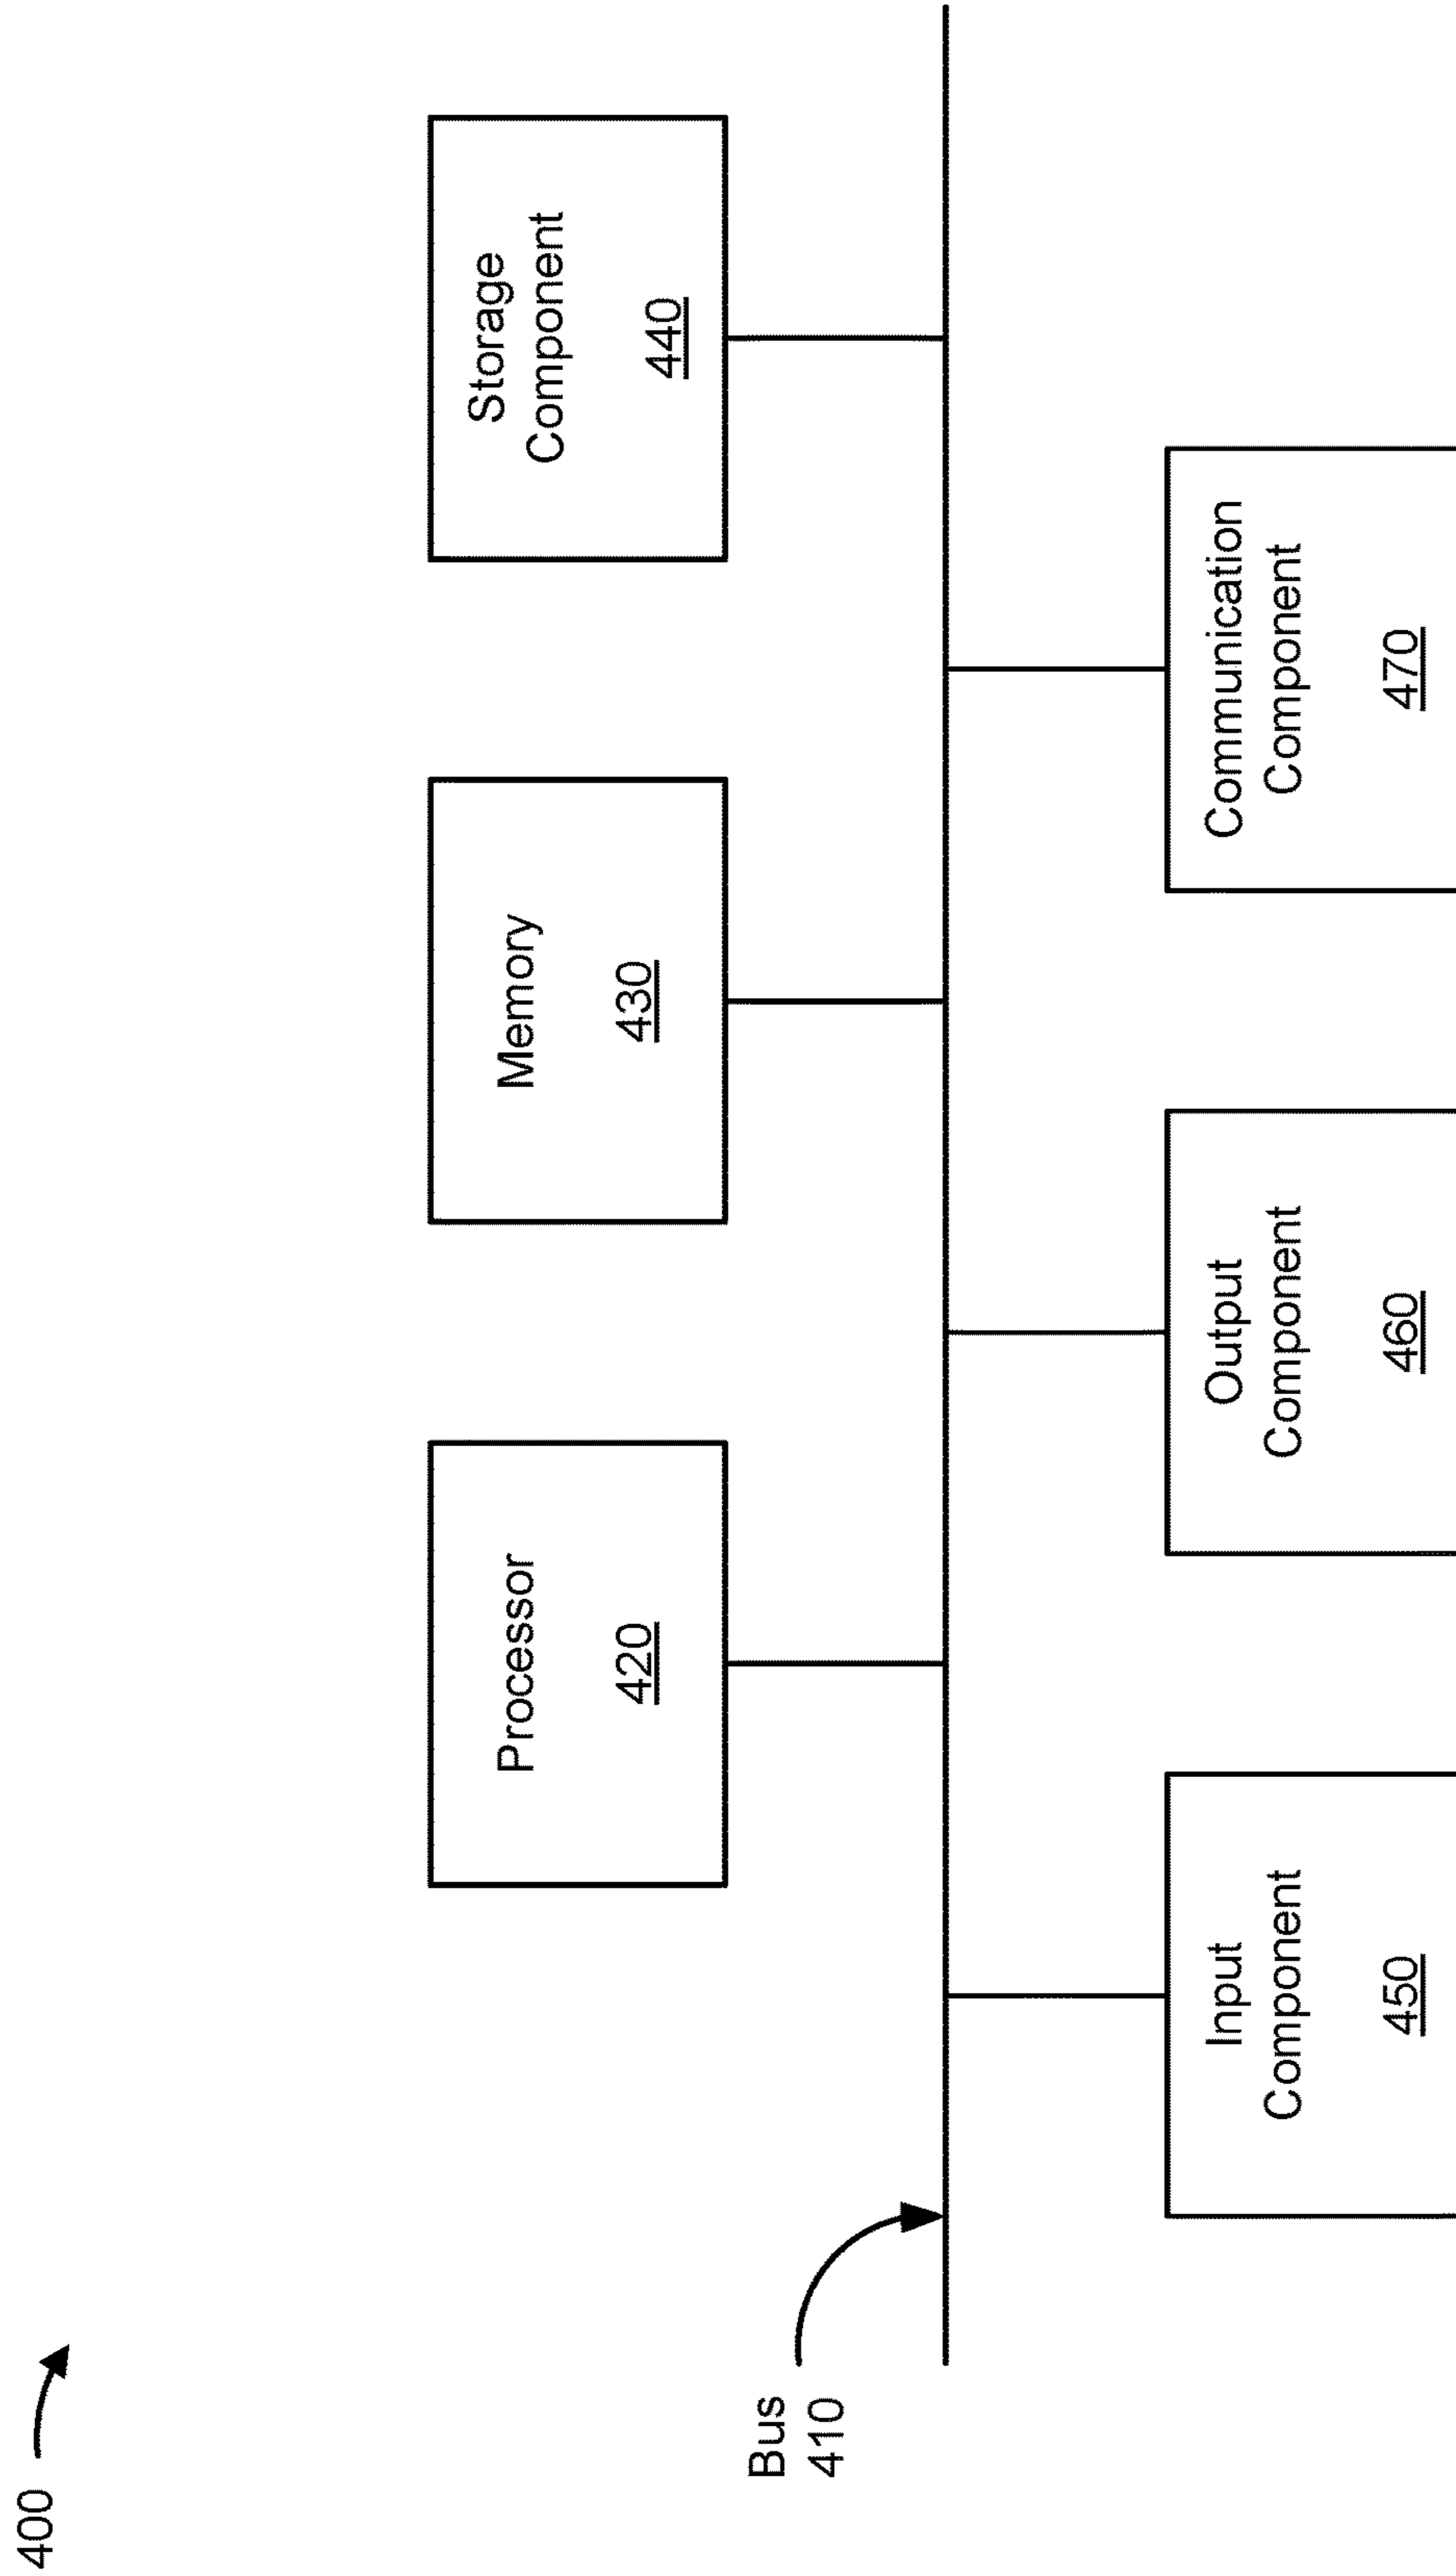 400
Processor
420
Memory
430
Storage
Component
440
Bus
410
Input
Component
450
Output
Component
460
Communication
Component
470